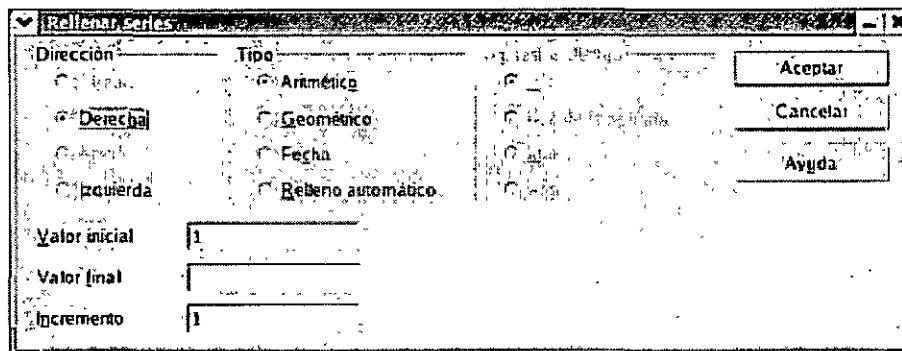 Rellenar series
Dirección
Tipo
Aritmético
Derecha
Geométrico
Fecha
Izquierda
Relleno automático
Aceptar
Cancelar
Ayuda
Valor inicial 1
Valor final
Incremento 1